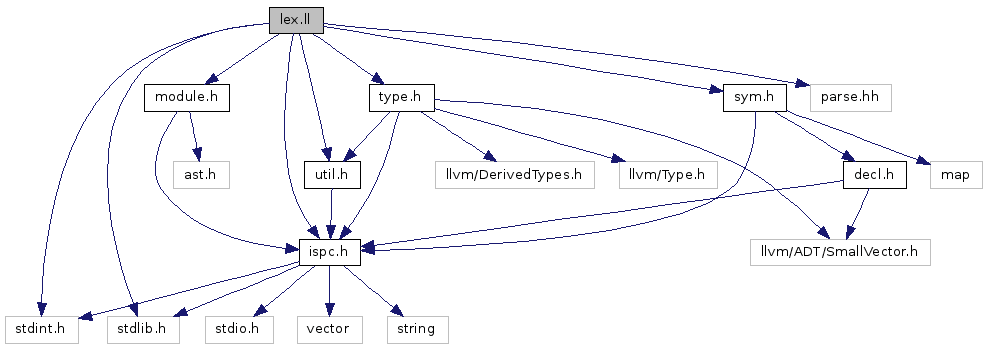 lex.ll
module.h
type.h
sym.h
parse.hh
ast.h
util.h
llvm/DerivedTypes.h
llvm/Type.h
decl.h
map
ispc.h
llvm/ADT/SmallVector.h
stdint.h
stdlib.h
stdio.h
vector
string